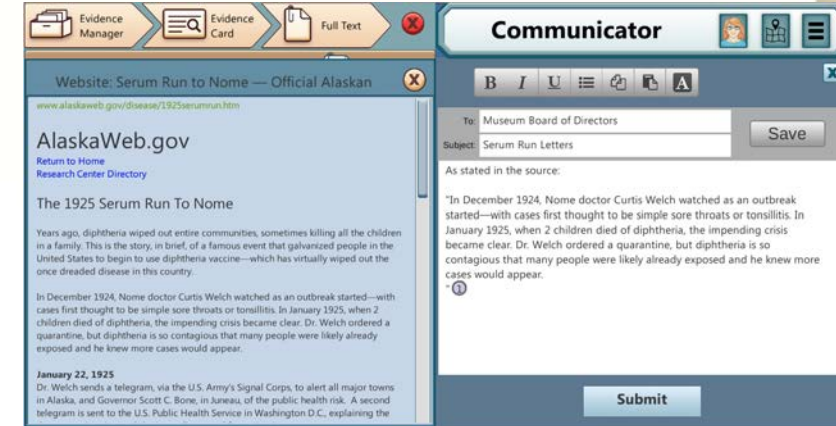 Evidence
Manager
Evidence
Card
Full Text
Website: Serum Run to Nome — Official Alaskan
www.alaskaweb.gov/disease/1925serumrun.htm
AlaskaWeb.gov
Return to Home
Research Center Directory
The 1925 Serum Run To Nome
Years ago, diphtheria wiped out entire communities, sometimes killing all the children
in a family. This is the story, in brief, of a famous event that galvanized people in the
United States to begin to use diphtheria vaccine—which has virtually wiped out the
once dreaded disease in this country.
In December 1924, Nome doctor Curtis Welch watched as an outbreak started—with
cases first thought to be simple sore throats or tonsillitis. In January 1925, when 2
children died of diphtheria, the impending crisis became clear. Dr. Welch ordered a
quarantine, but diphtheria is so contagious that many people were likely already
exposed and he knew more cases would appear.
January 22, 1925
Dr. Welch sends a telegram, via the U.S. Army's Signal Corps, to alert all major towns
in Alaska, and Governor Scott C. Bone, in Juneau, of the public health risk. A second
telegram is sent to the U.S. Public Health Service in Washington D.C., explaining the
Communicator
B I U A
X
To: Museum Board of Directors
Subject: Serum Run Letters
Save
As stated in the source:
"In December 1924, Nome doctor Curtis Welch watched as an outbreak
started—with cases first thought to be simple sore throats or tonsillitis. In
January 1925, when 2 children died of diphtheria, the impending crisis
became clear. Dr. Welch ordered a quarantine, but diphtheria is so
contagious that many people were likely already exposed and he knew more
cases would appear.
" 1
Submit